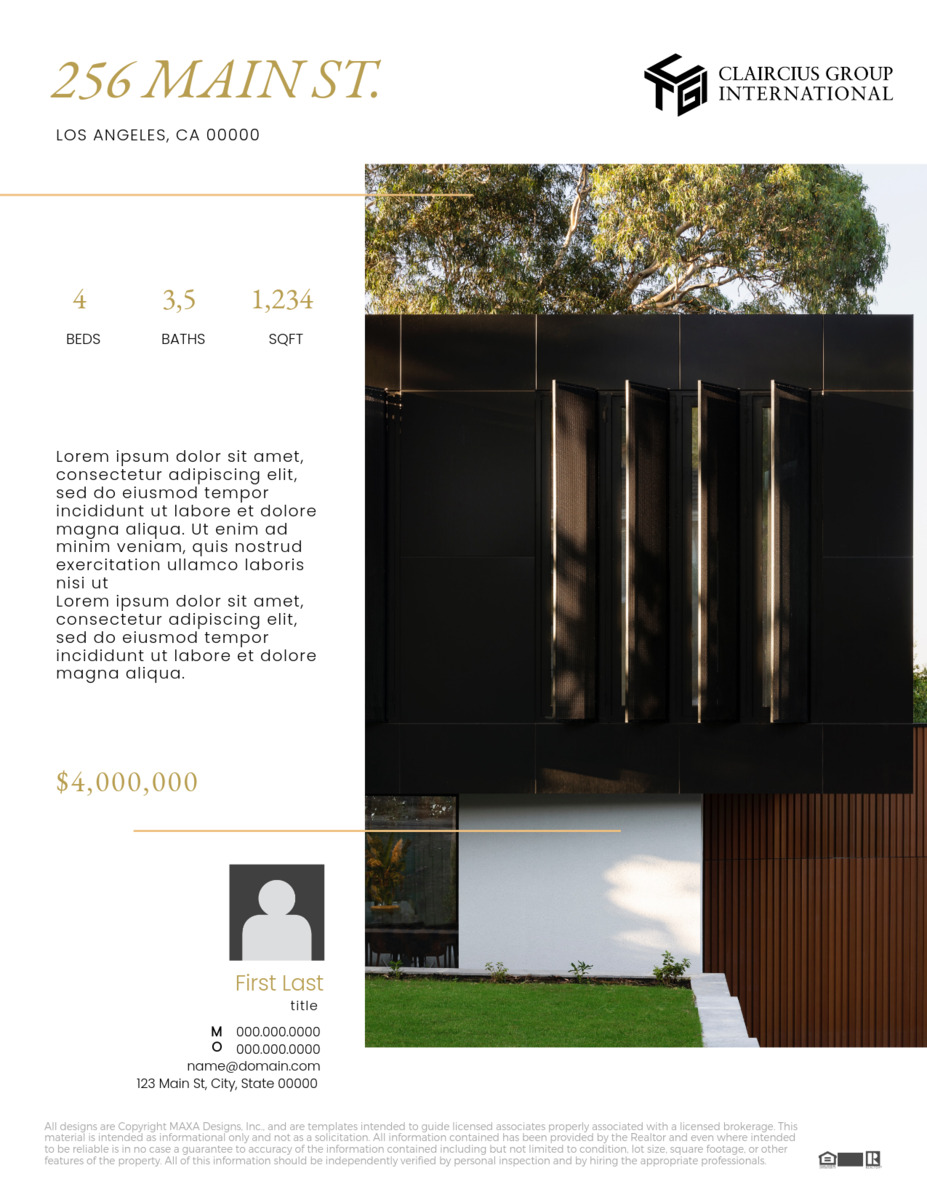 256 MAIN ST.
LOS ANGELES, CA 00000
CLAIRCIUS GROUP
INTERNATIONAL
4 3,5 1,234
BEDS BATHS SQFT
Lorem ipsum dolor sit amet,
consectetur adipiscing elit,
sed do eiusmod tempor
incididunt ut labore et dolore
magna aliqua. Ut enim ad
minim veniam, quis nostrud
exercitation ullamco laboris
nisi ut
Lorem ipsum dolor sit amet,
consectetur adipiscing elit,
sed do eiusmod tempor
incididunt ut labore et dolore
magna aliqua.
$4,000,000
First Last
title
M 000.000.0000
O 000.000.0000
name@domain.com
123 Main St, City, State 00000
All designs are Copyright MAXA Designs, Inc., and are templates intended to guide licensed associates properly associated with a licensed brokerage. This
material is intended as informational only and not as a solicitation. All information contained has been provided by the Realtor and even where intended
to be reliable is in no case a guarantee to accuracy of the information contained including but not limited to condition, lot size, square footage, or other
features of the property. All of this information should be independently verified by personal inspection and by hiring the appropriate professionals.